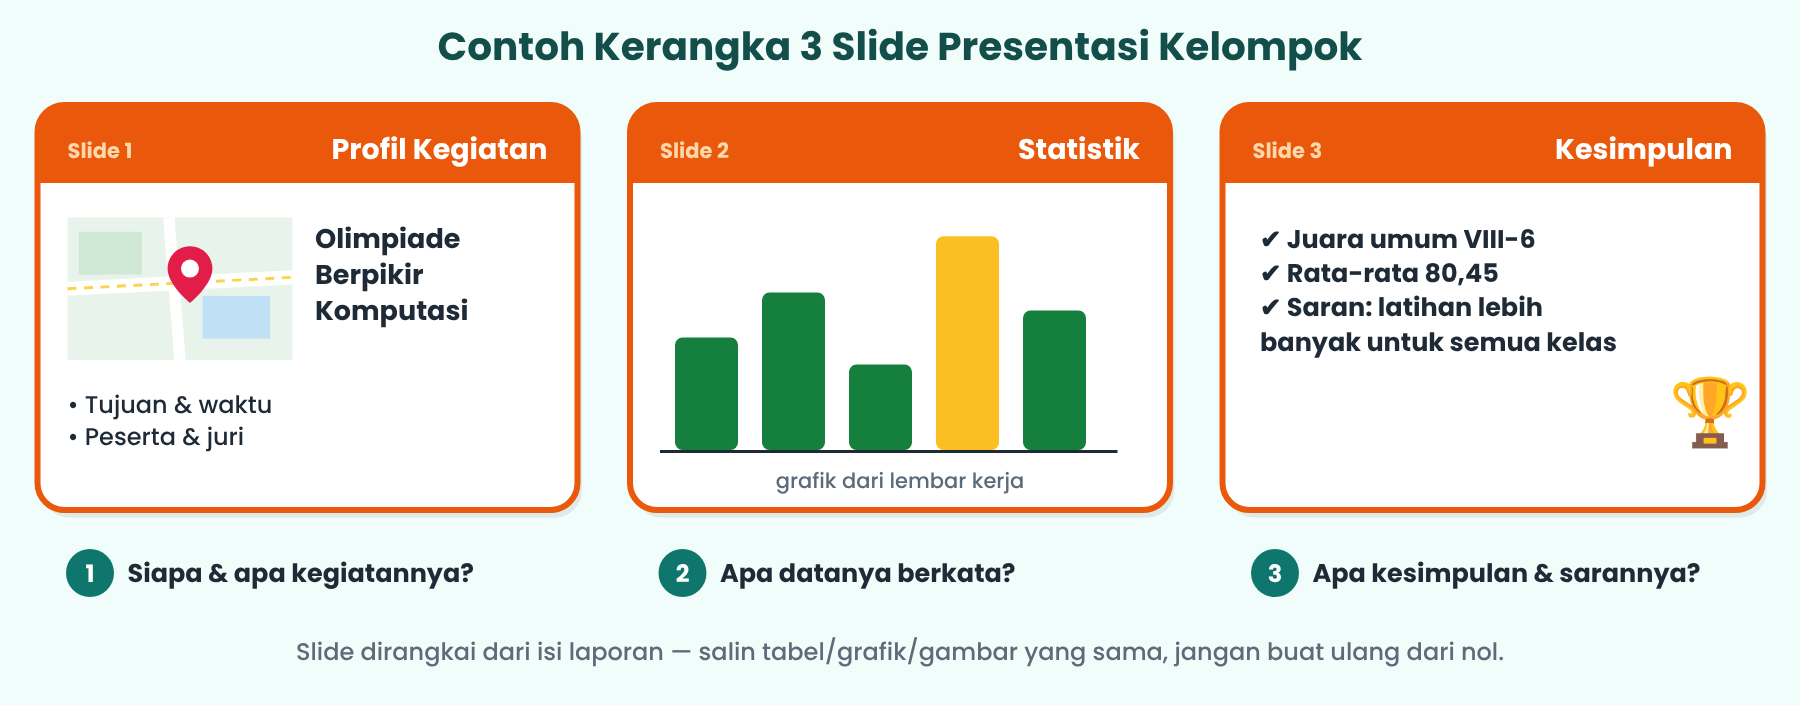 Contoh Kerangka 3 Slide Presentasi Kelompok
Slide 1
Profil Kegiatan
Olimpiade
Berpikir
Komputasi
• Tujuan & waktu
• Peserta & juri
Slide 2
Statistik
grafik dari lembar kerja
Slide 3
Kesimpulan
✔ Juara umum VIII-6
✔ Rata-rata 80,45
✔ Saran: latihan lebih
banyak untuk semua kelas
1 Siapa & apa kegiatannya?
2 Apa datanya berkata?
3 Apa kesimpulan & sarannya?
Slide dirangkai dari isi laporan — salin tabel/grafik/gambar yang sama, jangan buat ulang dari nol.